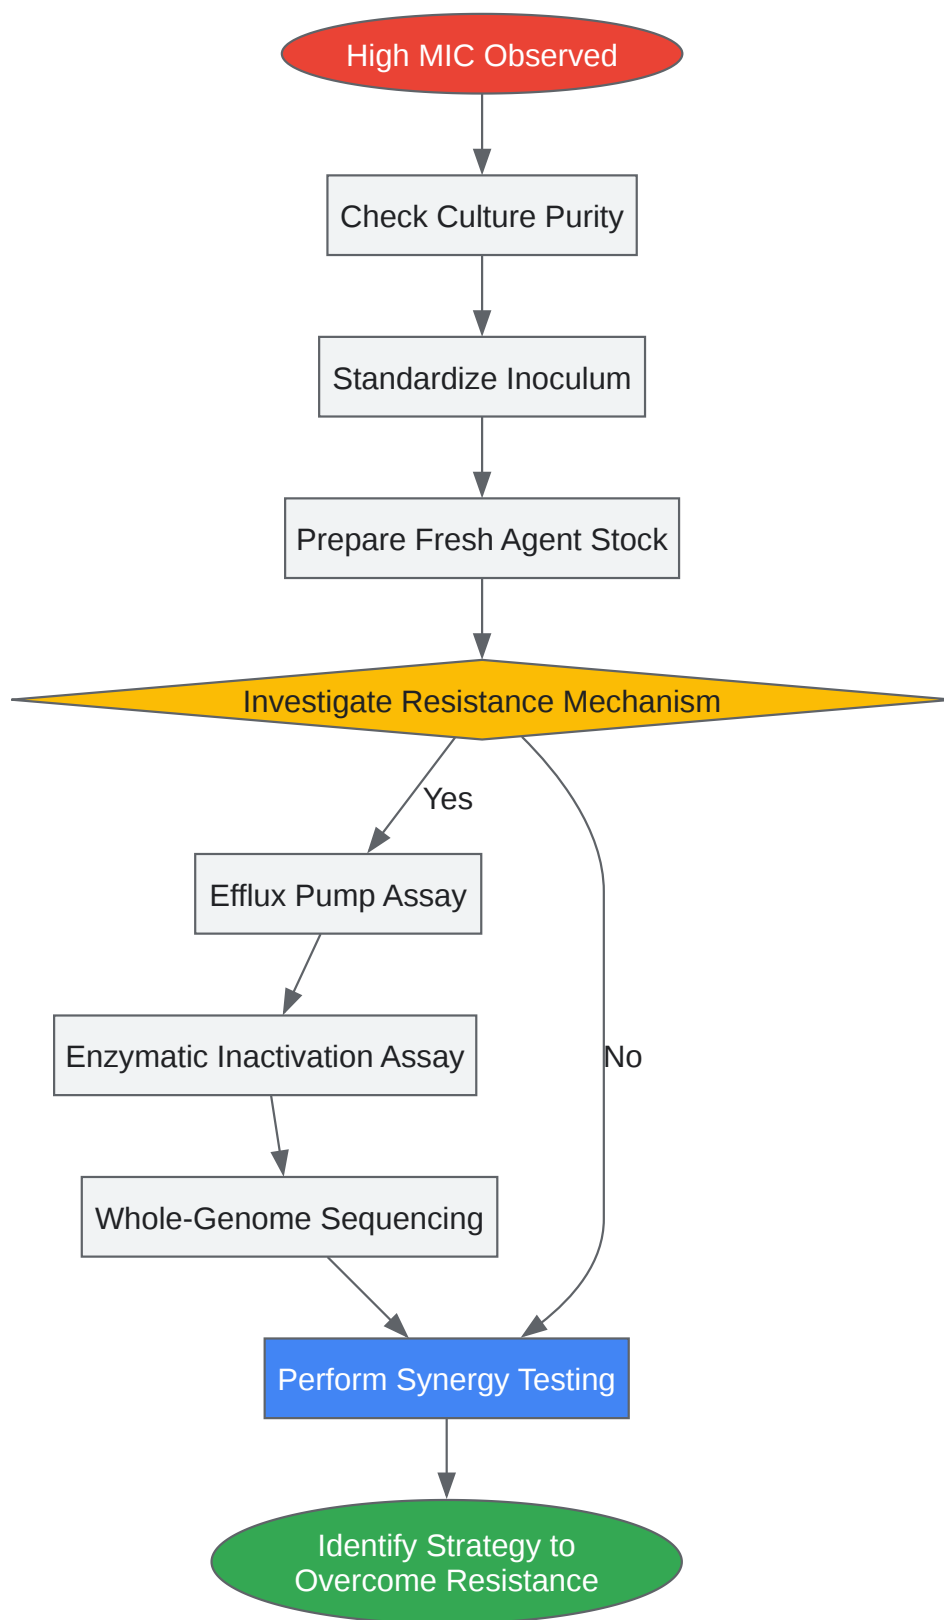 High MIC Observed
Check Culture Purity
Standardize Inoculum
Prepare Fresh Agent Stock
Investigate Resistance Mechanism
Yes
Efflux Pump Assay
Enzymatic Inactivation Assay
No
Whole-Genome Sequencing
Perform Synergy Testing
Identify Strategy to
Overcome Resistance